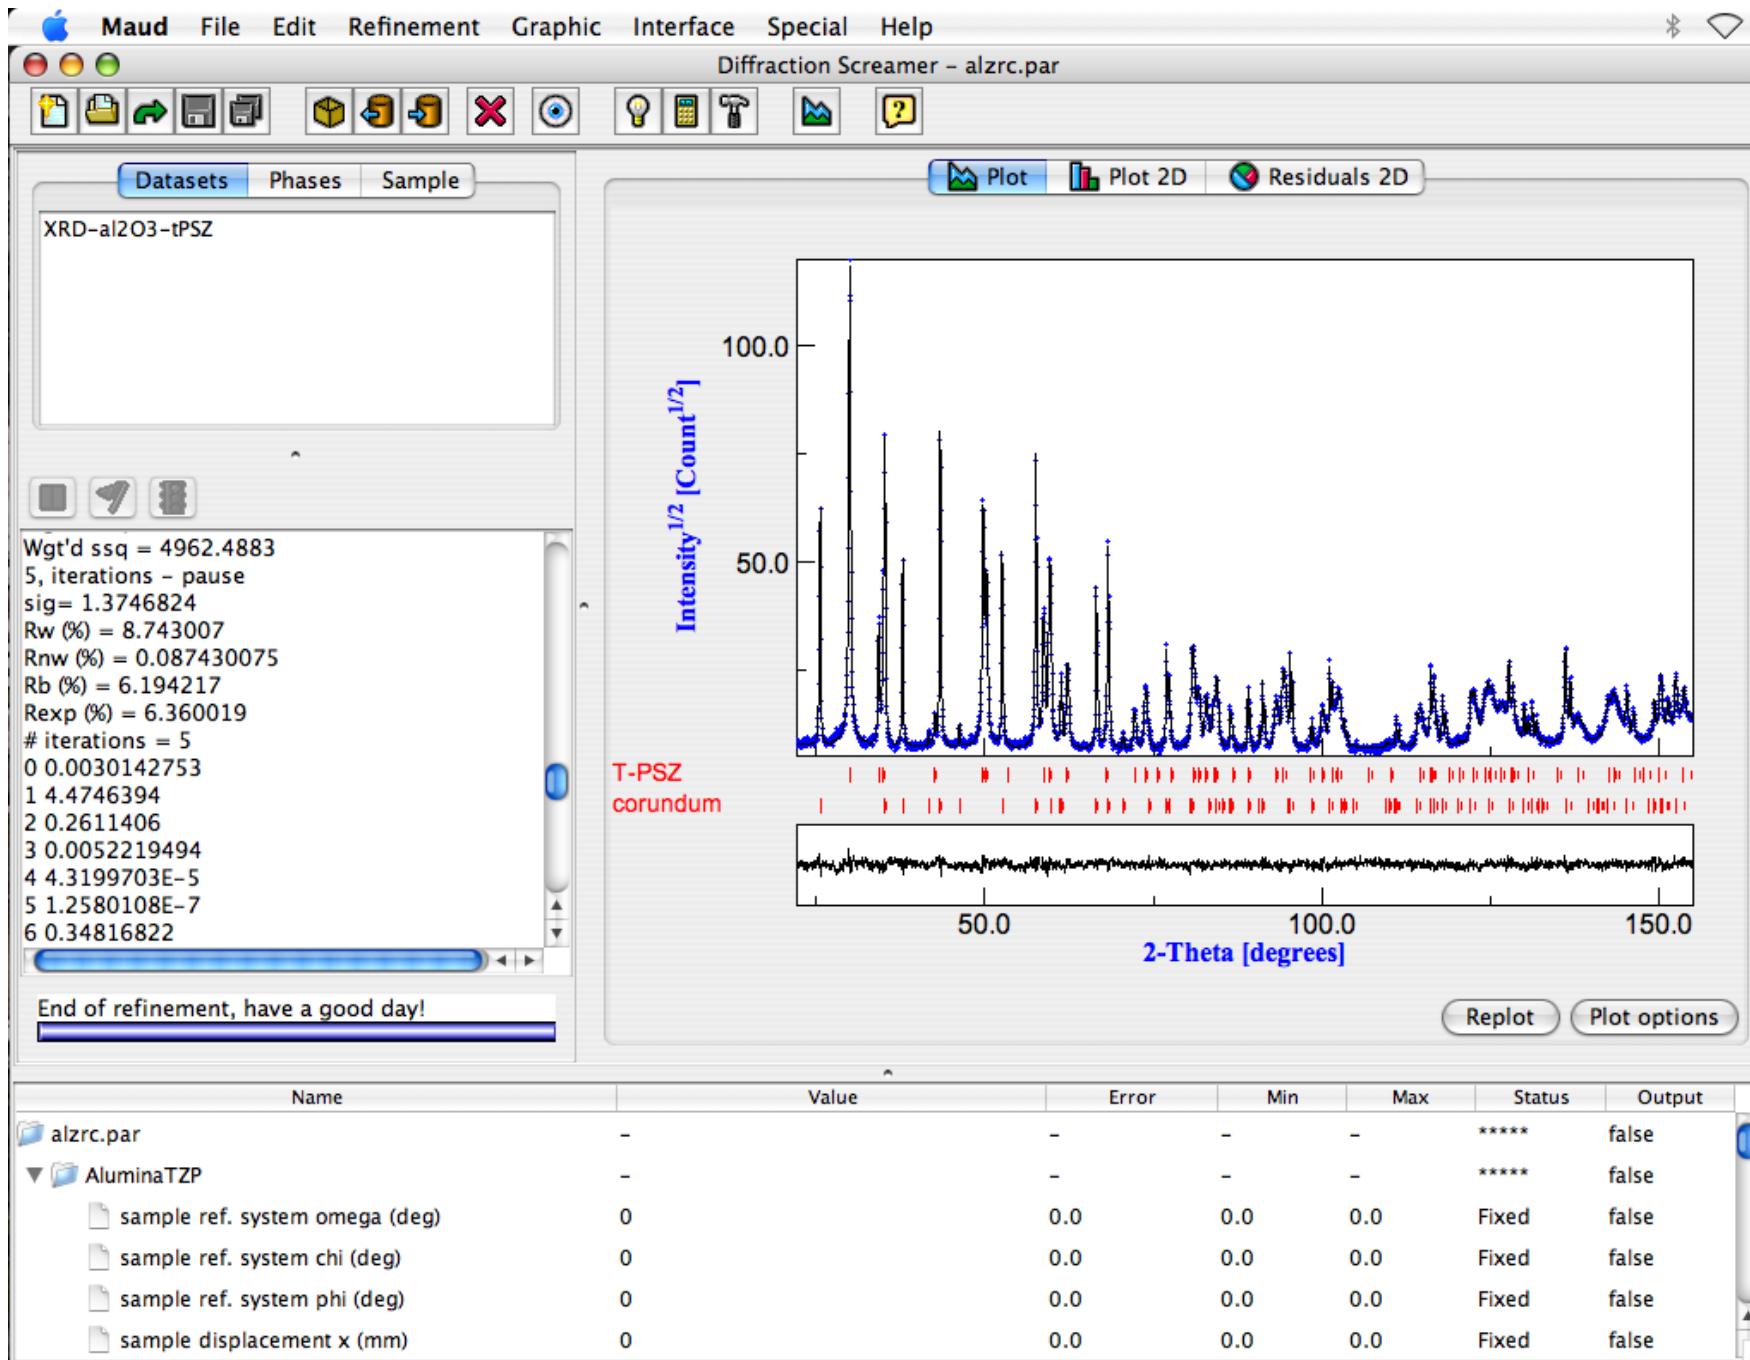 Maud File Edit Refinement Graphic Interface Special Help
Diffraction Screamer - alzrc.par
Datasets Phases Sample
XRD-al2O3-tPSZ
Wgt'd ssq = 4962.4883
5, iterations - pause
sig= 1.3746824
Rw (%) = 8.743007
Rnw (%) = 0.087430075
Rb (%) = 6.194217
Rexp (%) = 6.360019
# iterations = 5
0 0.0030142753
1 4.4746394
2 0.2611406
3 0.0052219494
4 4.3199703E-5
5 1.2580108E-7
6 0.34816822
End of refinement, have a good day!
Plot Plot 2D Residuals 2D
Intensity1/2 [Count1/2]
100.0
50.0
T-PSZ
corundum
50.0 100.0 150.0
2-Theta [degrees]
Replot Plot options
Name Value Error Min Max Status Output
alzrc.par - - - - ***** false
AluminaTZP - - - - ***** false
sample ref. system omega (deg) 0 0.0 0.0 0.0 Fixed false
sample ref. system chi (deg) 0 0.0 0.0 0.0 Fixed false
sample ref. system phi (deg) 0 0.0 0.0 0.0 Fixed false
sample displacement x (mm) 0 0.0 0.0 0.0 Fixed false